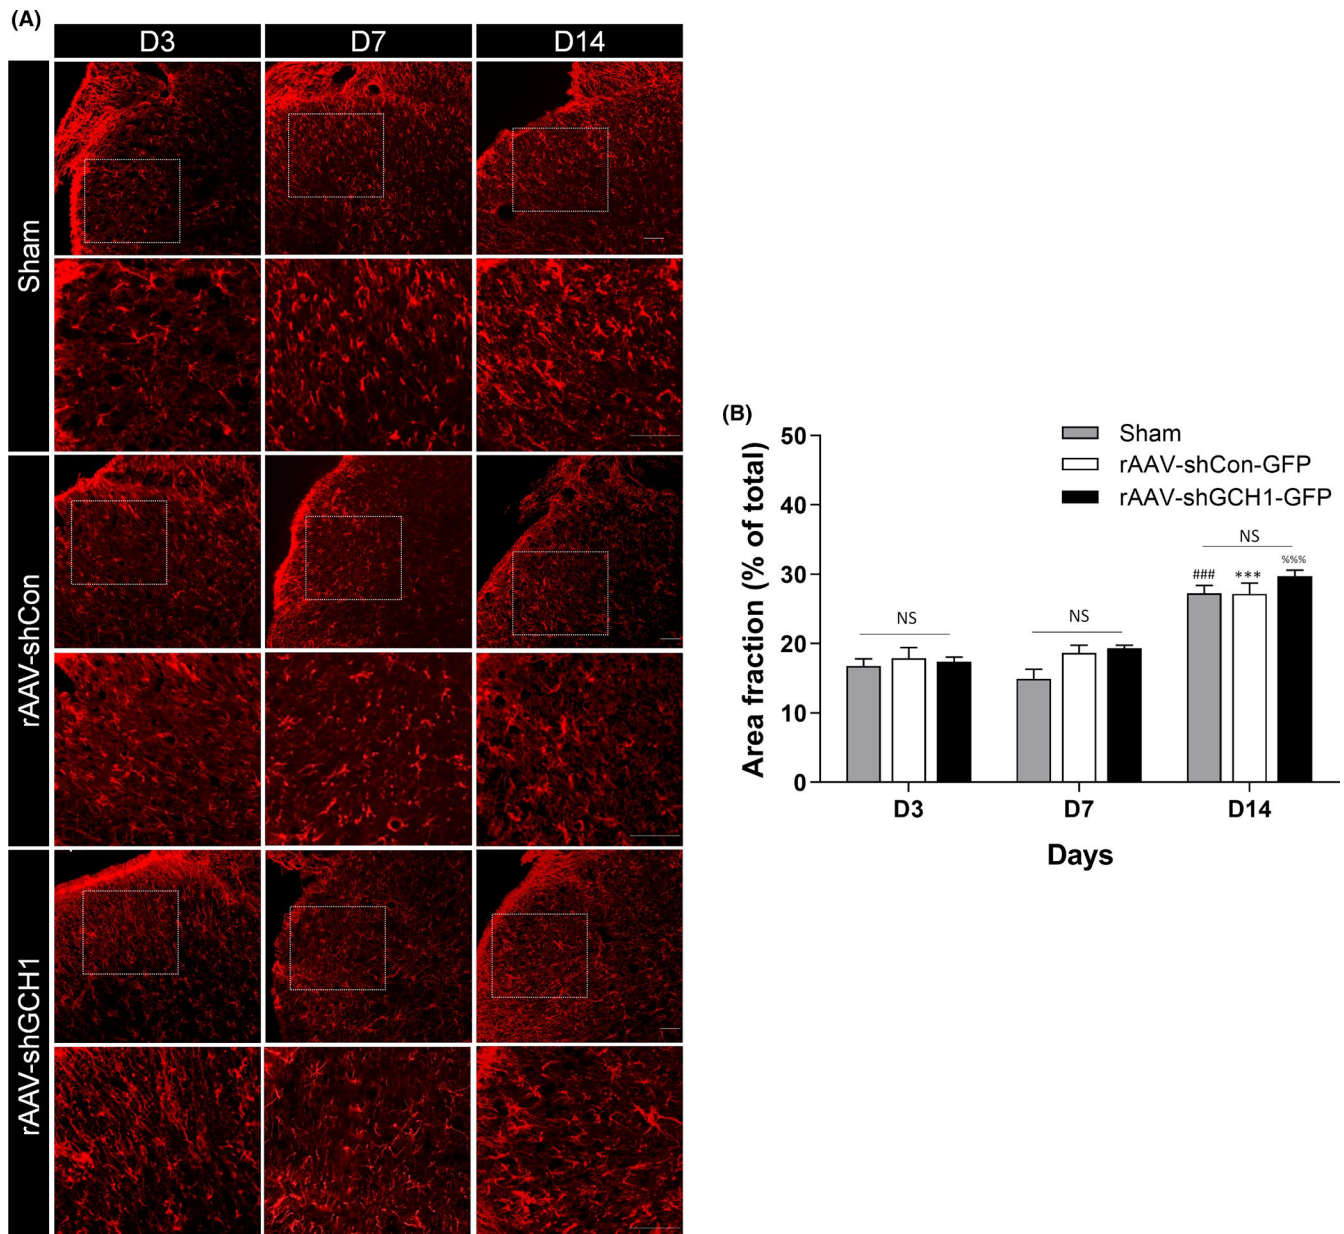 (A)
D3 D7 D14
Sham
rAAV-shCon
rAAV-shGCH1
(B)
Sham
rAAV-shCon-GFP
rAAV-shGCH1-GFP
Area fraction (% of total)
50
40
30
20
10
0
NS
NS
NS
###
***
%%%
D3 D7 D14
Days